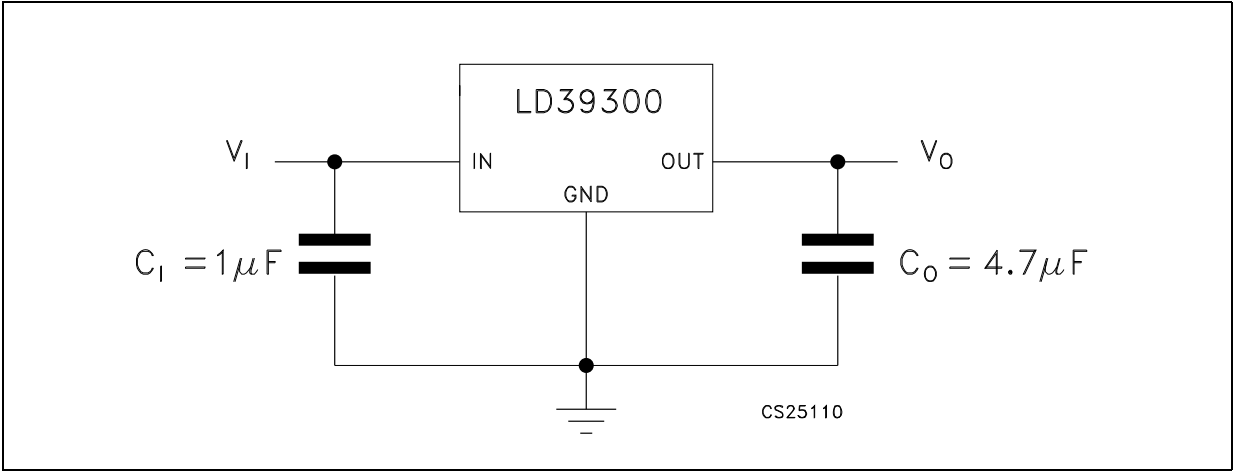 LD39300
V_I
IN
OUT
V_O
GND
C_I = 1μF
C_O = 4.7μF
CS25110